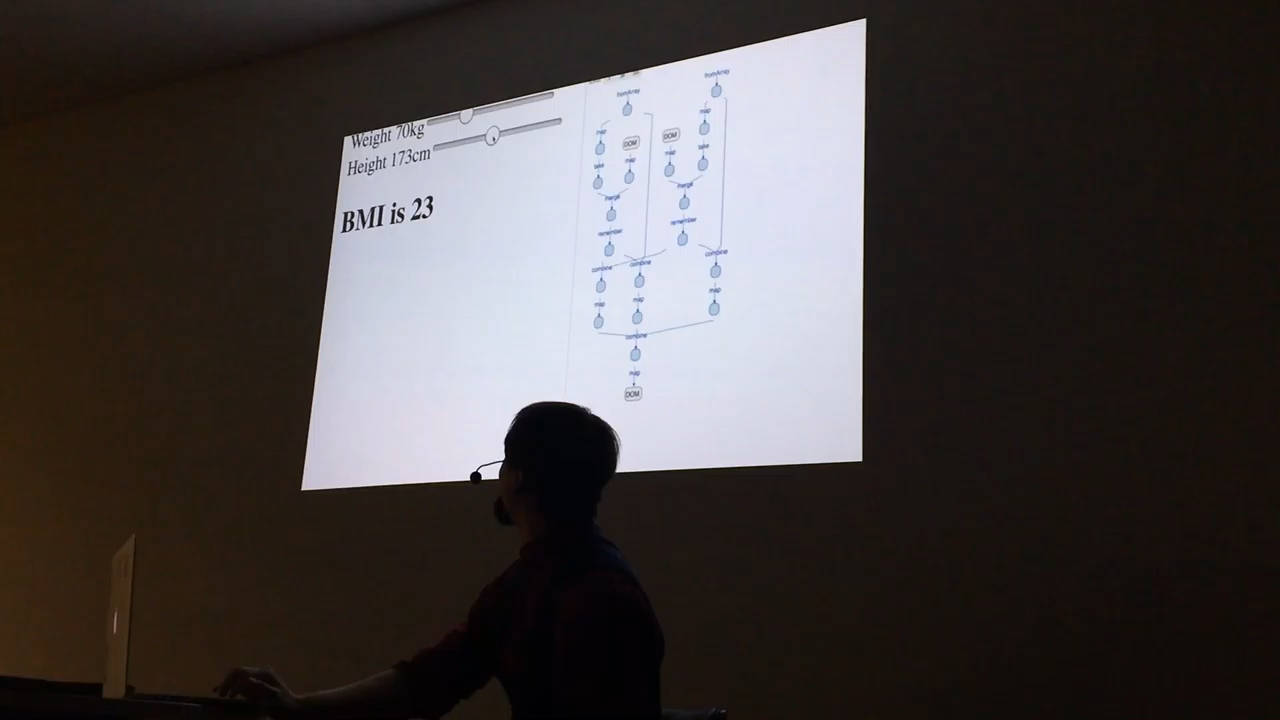 Weight 70kg
Height 173cm
BMI is 23
fromArray
fromArray
map
map
DOM
DOM
take
map
map
take
merge
merge
remember
remember
combine
combine
combine
map
map
map
combine
map
DOM